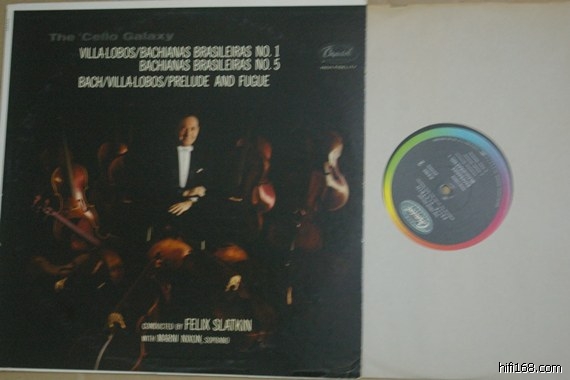 The 'Cello Galaxy
VILLA-LOBOS/BACHIANAS BRASILEIRAS NO. 1
BACHIANAS BRASILEIRAS NO. 5
BACH/VILLA-LOBOS/PRELUDE AND FUGUE
Capitol
CONDUCTED BY FELIX SLATKIN
WITH MARNI NIXON, SOPRANO
Capitol
hifi168.com